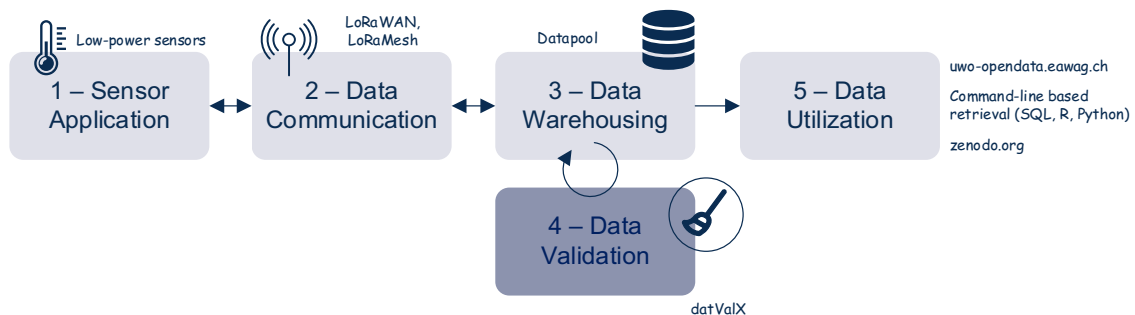 Low-power sensors
1 – Sensor
Application
LoRaWAN,
LoRaMesh
2 – Data
Communication
Datapool
3 – Data
Warehousing
4 – Data
Validation
datValX
5 – Data
Utilization
uwo-opendata.eawag.ch
Command-line based
retrieval (SQL, R, Python)
zenodo.org